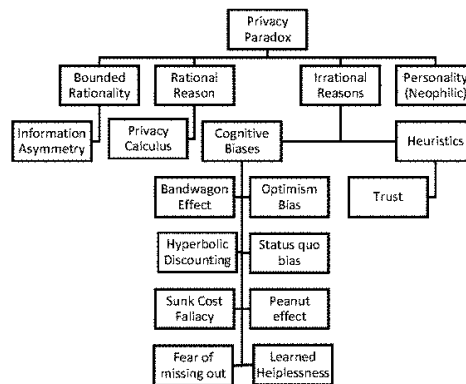 Privacy
Paradox
Bounded
Rationality
Rational
Reason
Irrational
Reasons
Personality
(Neophilic)
Information
Asymmetry
Privacy
Calculus
Cognitive
Biases
Heuristics
Bandwagon
Effect
Optimism
Bias
Trust
Hyperbolic
Discounting
Status quo
bias
Sunk Cost
Fallacy
Peanut
effect
Fear of
missing out
Learned
Helplessness